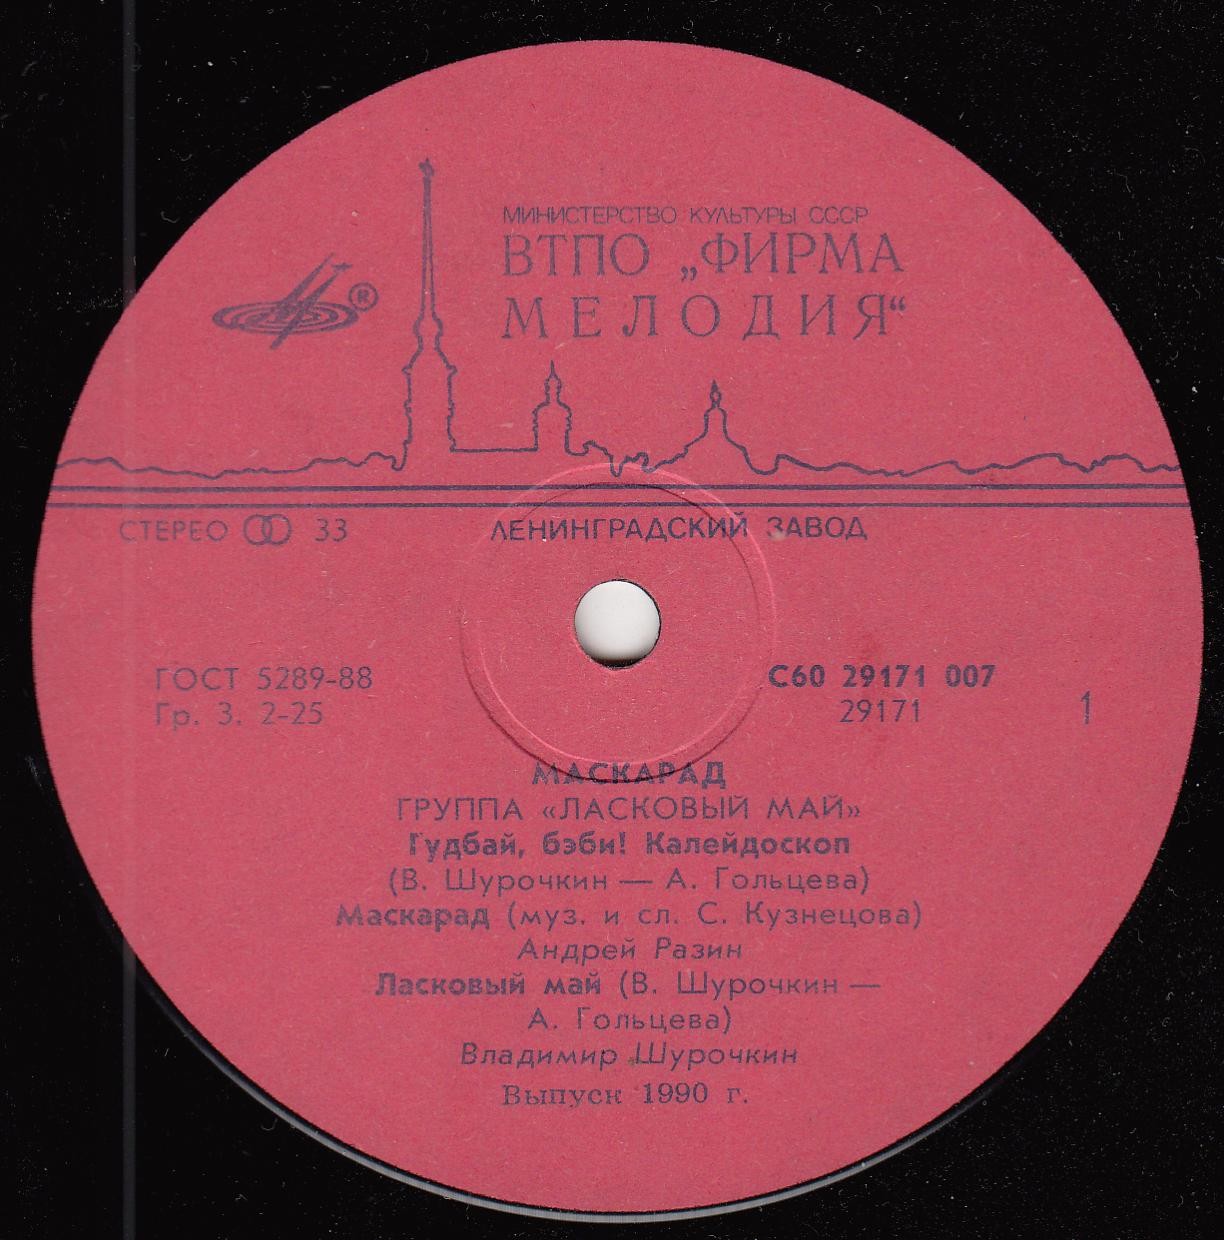 МИНИСТЕРСТВО КУЛЬТУРЫ СССР
ВТПО „ФИРМА
МЕЛОДИЯ“
®
СТЕРЕО 33
ЛЕНИНГРАДСКИЙ ЗАВОД
ГОСТ 5289-88
Гр. 3. 2-25
С60 29171 007
29171
1
МАСКАРАД
ГРУППА «ЛАСКОВЫЙ МАЙ»
Гудбай, бэби! Калейдоскоп
(В. Шурочкин — А. Гольцева)
Маскарад (муз. и сл. С. Кузнецова)
Андрей Разин
Ласковый май (В. Шурочкин —
А. Гольцева)
Владимир Шурочкин
Выпуск 1990 г.